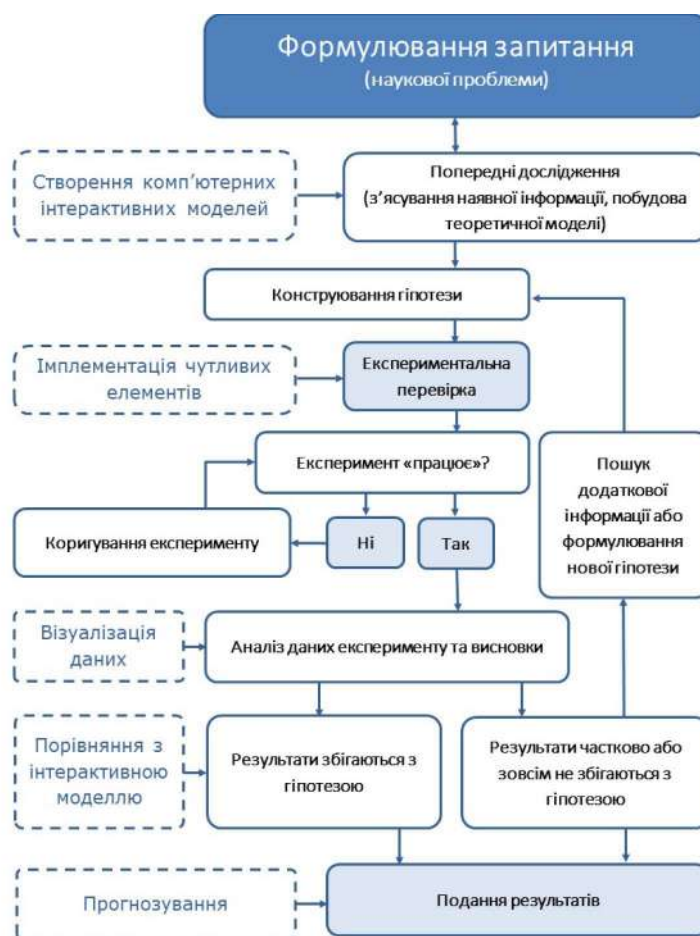 Формулювання запитання
(наукової проблеми)
Створення комп’ютерних
інтерактивних моделей
Попередні дослідження
(з’ясування наявної інформації, побудова
теоретичної моделі)
Конструювання гіпотези
Імплементація чутливих
елементів
Експериментальна
перевірка
Експеримент «працює»?
Пошук
додаткової
інформації або
формулювання
нової гіпотези
Коригування експерименту
Ні
Так
Візуалізація
даних
Аналіз даних експерименту та висновки
Порівняння з
інтерактивною
моделлю
Результати збігаються з
гіпотезою
Результати частково або
зовсім не збігаються з
гіпотезою
Прогнозування
Подання результатів